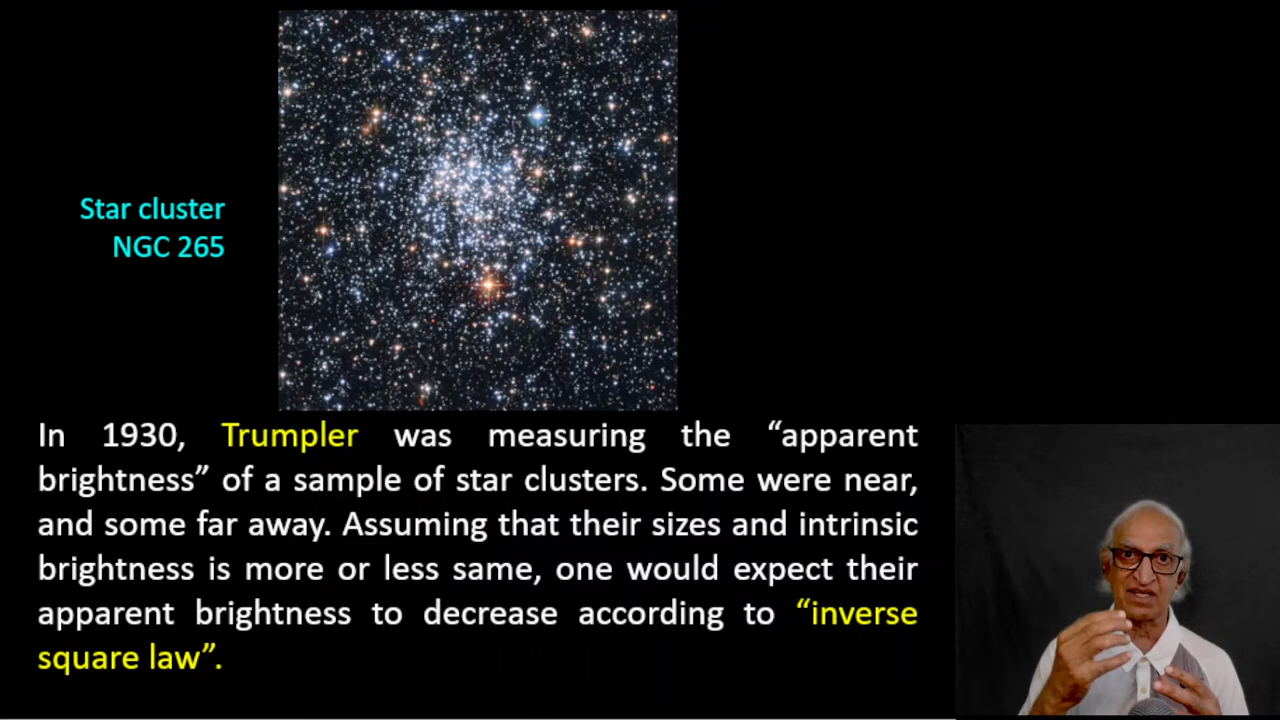 Star cluster
NGC 265
In 1930, Trumpler was measuring the “apparent
brightness” of a sample of star clusters. Some were near,
and some far away. Assuming that their sizes and intrinsic
brightness is more or less same, one would expect their
apparent brightness to decrease according to “inverse
square law”.